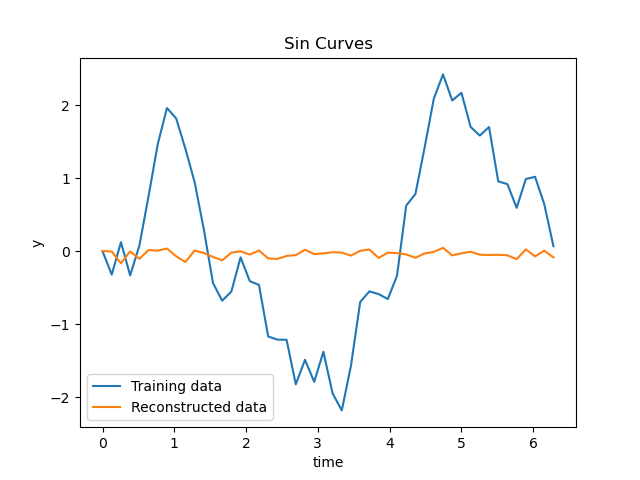 Sin Curves
2
1
0
−1
−2
y
Training data
Reconstructed data
0 1 2 3 4 5 6
time